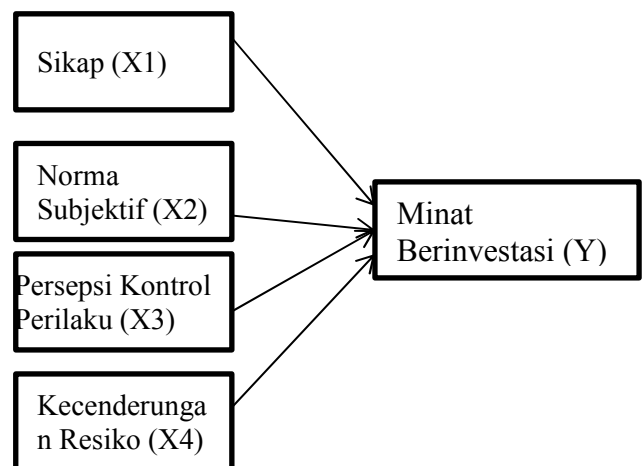 Sikap (X1)
Norma
Subjektif (X2)
Persepsi Kontrol
Perilaku (X3)
Kecenderunga
n Resiko (X4)
Minat
Berinvestasi (Y)